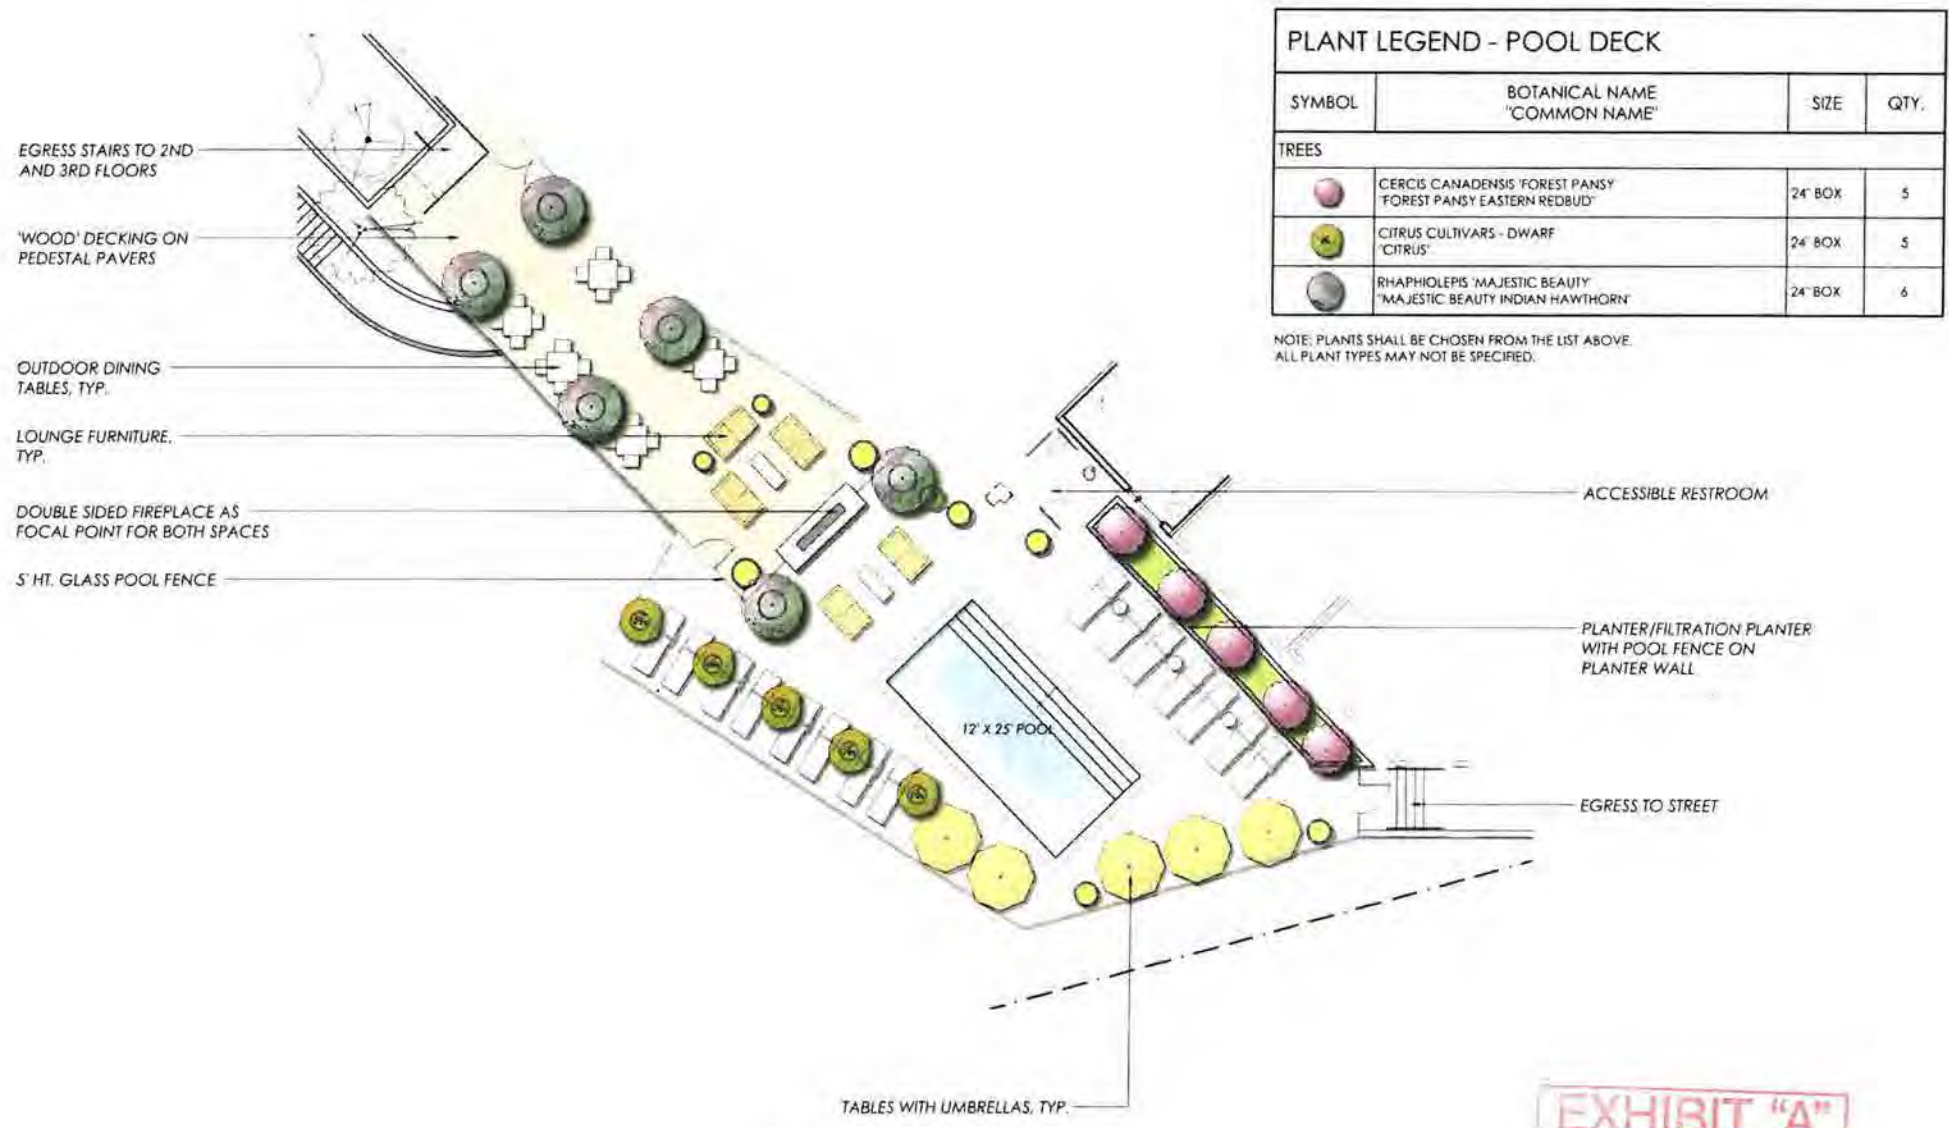 PLANT LEGEND - POOL DECK
SYMBOL
BOTANICAL NAME
"COMMON NAME"
SIZE
QTY.
TREES
CERCIS CANADENSIS 'FOREST PANSY
"FOREST PANSY EASTERN REDBUD"
24" BOX
5
CITRUS CULTIVARS - DWARF
"CITRUS"
24" BOX
5
RHAPHIOLEPIS 'MAJESTIC BEAUTY'
"MAJESTIC BEAUTY INDIAN HAWTHORN"
24" BOX
6
NOTE: PLANTS SHALL BE CHOSEN FROM THE LIST ABOVE.
ALL PLANT TYPES MAY NOT BE SPECIFIED.
EGRESS STAIRS TO 2ND
AND 3RD FLOORS
'WOOD' DECKING ON
PEDESTAL PAVERS
OUTDOOR DINING
TABLES, TYP.
LOUNGE FURNITURE,
TYP.
DOUBLE SIDED FIREPLACE AS
FOCAL POINT FOR BOTH SPACES
5' HT. GLASS POOL FENCE
12' X 25' POOL
ACCESSIBLE RESTROOM
PLANTER/FILTRATION PLANTER
WITH POOL FENCE ON
PLANTER WALL
EGRESS TO STREET
TABLES WITH UMBRELLAS, TYP.
EXHIBIT "A"